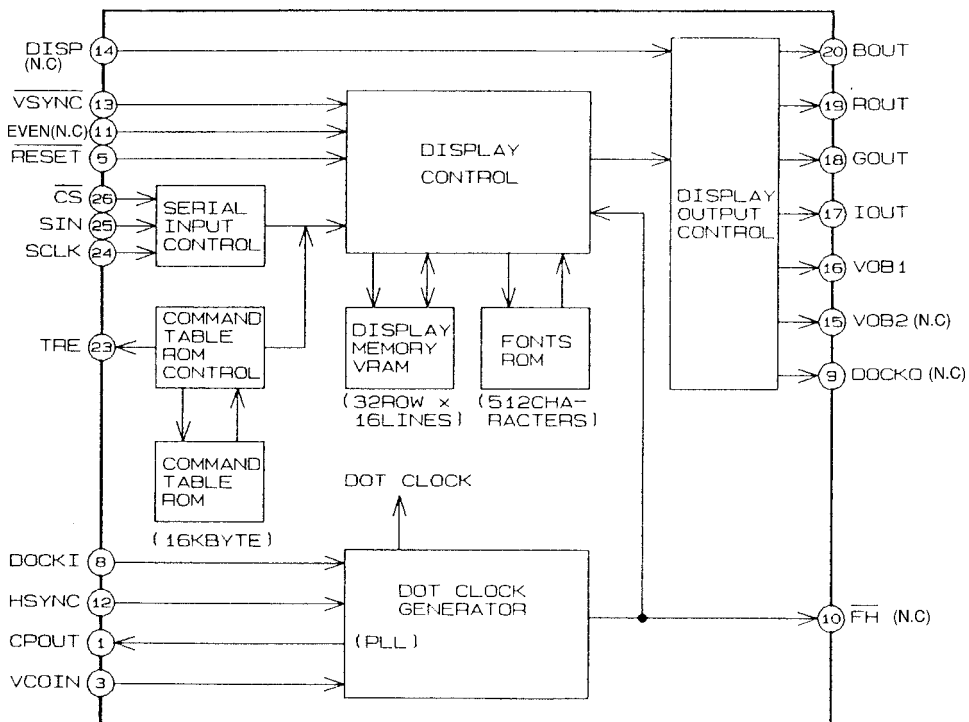 DISP
(N.C)
14
VSYNC
13
EVEN(N.C)
11
RESET
5
CS
26
SIN
25
SCLK
24
SERIAL
INPUT
CONTROL
DISPLAY
CONTROL
DISPLAY
OUTPUT
CONTROL
20
BOUT
19
ROUT
18
GOUT
17
IOUT
16
VOB1
15
VOB2 (N.C)
9
DOCKO (N.C)
TRE
23
COMMAND
TABLE
ROM
CONTROL
DISPLAY
MEMORY
VRAM
(32ROW x
16LINES)
FONTS
ROM
(512CHA-
RACTERS)
COMMAND
TABLE
ROM
(16KBYTE)
DOT CLOCK
DOCKI
8
HSYNC
12
CPOUT
1
VCOIN
3
DOT CLOCK
GENERATOR
(PLL)
10
FH (N.C)